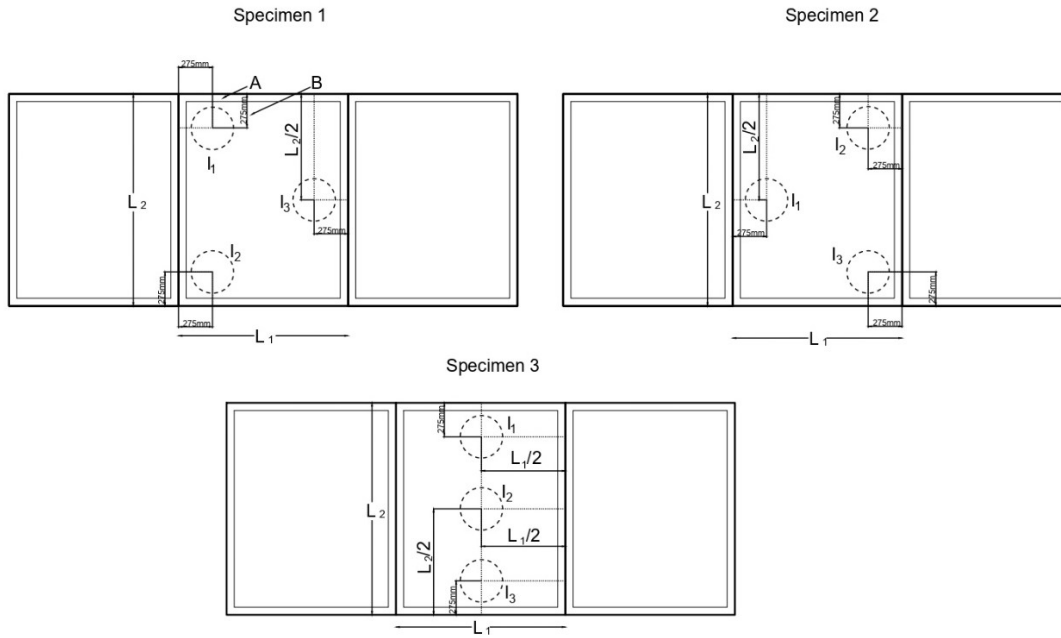 Specimen 1
275mm
A
B
275mm
I₁
L₂/2
L₂
I₃
275mm
I₂
275mm
275mm
L₁
Specimen 2
275mm
L₂/2
I₂
275mm
L₂
I₁
275mm
I₃
275mm
275mm
L₁
Specimen 3
275mm
I₁
L₁/2
L₂
I₂
L₂/2
L₁/2
275mm
I₃
L₁